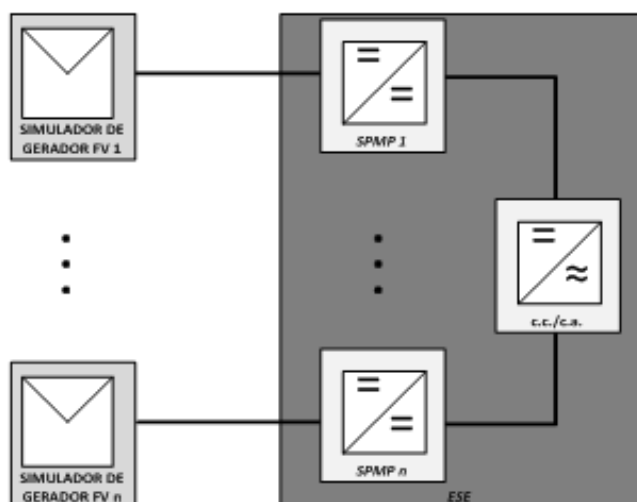 SIMULADOR DE
GERADOR FV 1
SPMP 1
c.c./c.a.
SIMULADOR DE
GERADOR FV n
SPMP n
ESE